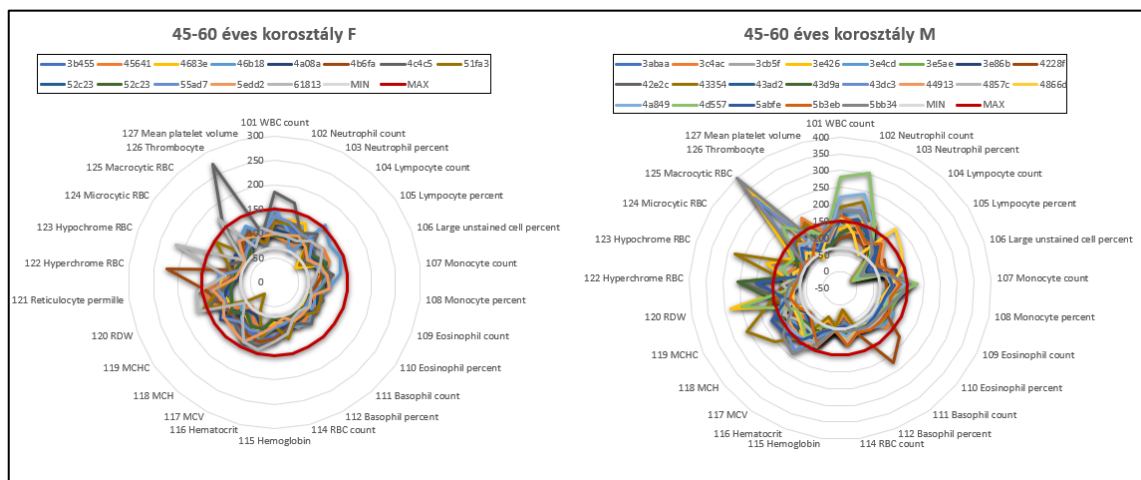 45-60 éves korosztály F
3b455 45641 4683e 46b18 4a08a 4b6fa 4c4c5 51fa3
52c23 52c23 55ad7 5edd2 61813 MIN MAX
101 WBC count
102 Neutrophil count
103 Neutrophil percent
104 Lympocyte count
105 Lympocyte percent
106 Large unstained cell percent
107 Monocyte count
108 Monocyte percent
109 Eosinophil count
110 Eosinophil percent
111 Basophil count
112 Basophil percent
114 RBC count
115 Hemoglobin
116 Hematocrit
117 MCV
118 MCH
119 MCHC
120 RDW
121 Reticulocyte permille
122 Hyperchrome RBC
123 Hypochrome RBC
124 Microcytic RBC
125 Macrocytic RBC
126 Thrombocyte
127 Mean platelet volume
300
250
200
150
100
50
0
45-60 éves korosztály M
3abaa 3c4ac 3cb5f 3e426 3e4cd 3e5ae 3e86b 4228f
42e2c 43354 43ad2 43d9a 43dc3 44913 4857c 4866d
4a849 4d557 5abfe 5b3eb 5bb34 MIN MAX
101 WBC count
102 Neutrophil count
103 Neutrophil percent
104 Lympocyte count
105 Lympocyte percent
106 Large unstained cell percent
107 Monocyte count
108 Monocyte percent
109 Eosinophil count
110 Eosinophil percent
111 Basophil count
112 Basophil percent
114 RBC count
115 Hemoglobin
116 Hematocrit
117 MCV
118 MCH
119 MCHC
120 RDW
122 Hyperchrome RBC
123 Hypochrome RBC
124 Microcytic RBC
125 Macrocytic RBC
126 Thrombocyte
127 Mean platelet volume
400
350
300
250
200
150
100
50
0
-50